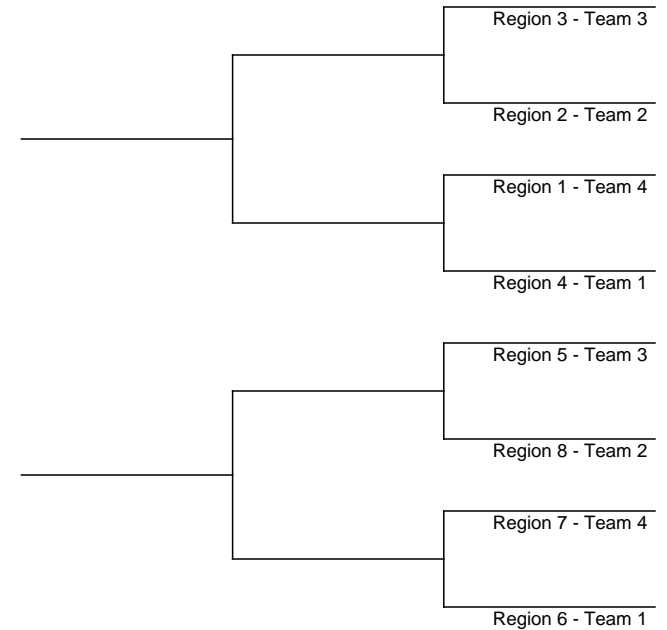 Region 3 - Team 3
Region 2 - Team 2
Region 1 - Team 4
Region 4 - Team 1
Region 5 - Team 3
Region 8 - Team 2
Region 7 - Team 4
Region 6 - Team 1